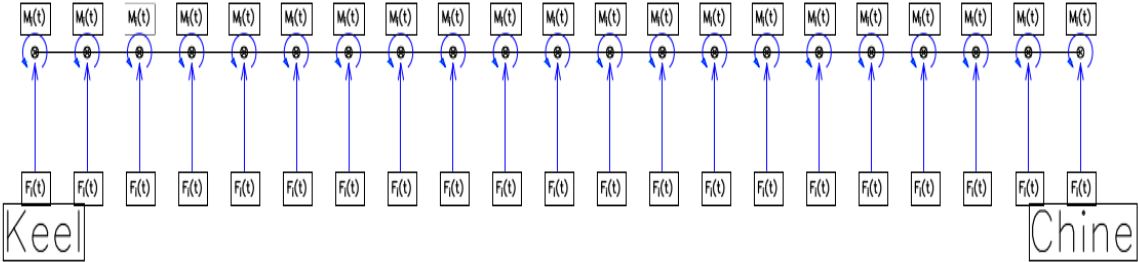 Mᵢ(t) Mᵢ(t) Mᵢ(t) Mᵢ(t) Mᵢ(t) Mᵢ(t) Mᵢ(t) Mᵢ(t) Mᵢ(t) Mᵢ(t) Mᵢ(t) Mᵢ(t) Mᵢ(t) Mᵢ(t) Mᵢ(t) Mᵢ(t) Mᵢ(t) Mᵢ(t) Mᵢ(t) Mᵢ(t) Mᵢ(t)
Fᵢ(t) Fᵢ(t) Fᵢ(t) Fᵢ(t) Fᵢ(t) Fᵢ(t) Fᵢ(t) Fᵢ(t) Fᵢ(t) Fᵢ(t) Fᵢ(t) Fᵢ(t) Fᵢ(t) Fᵢ(t) Fᵢ(t) Fᵢ(t) Fᵢ(t) Fᵢ(t) Fᵢ(t) Fᵢ(t) Fᵢ(t)
Keel Chine